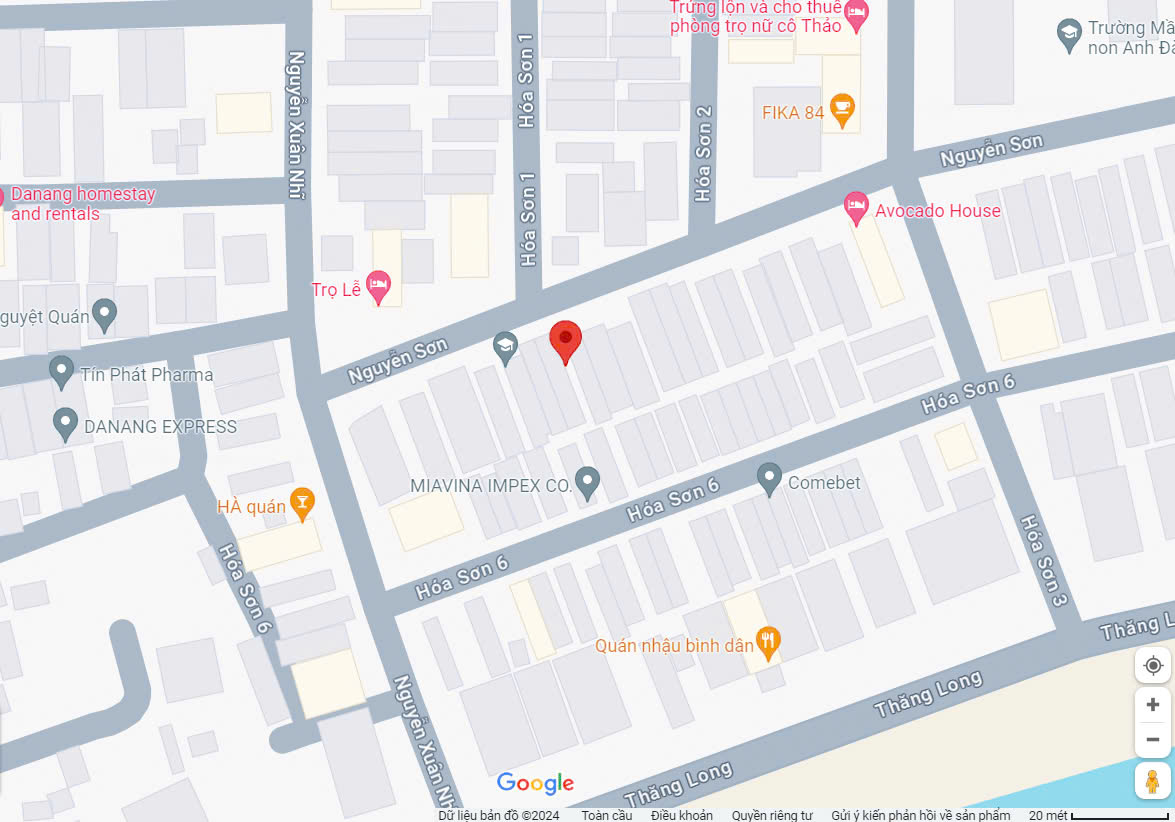 Trứng lộn và cho thuê
phòng trọ nữ cô Thảo
Trường Mầ
non Anh Đà
Nguyễn Xuân Nhĩ
Hóa Sơn 1
Hóa Sơn 2
FIKA 84
Nguyễn Sơn
Danang homestay
and rentals
Hóa Sơn 1
Avocado House
Trọ Lễ
guyệt Quán
Nguyễn Sơn
Tín Phát Pharma
Hóa Sơn 6
DANANG EXPRESS
MIAVINA IMPEX CO.
Comebet
Hóa Sơn 6
HÀ quán
Hóa Sơn 3
Hóa Sơn 6
Hóa Sơn 6
Thăng L
Quán nhậu bình dân
Thăng Long
Nguyễn Xuân Nh
Thăng Long
Google
Dữ liệu bản đồ ©2024 Toàn cầu Điều khoản Quyền riêng tư Gửi ý kiến phản hồi về sản phẩm 20 mét